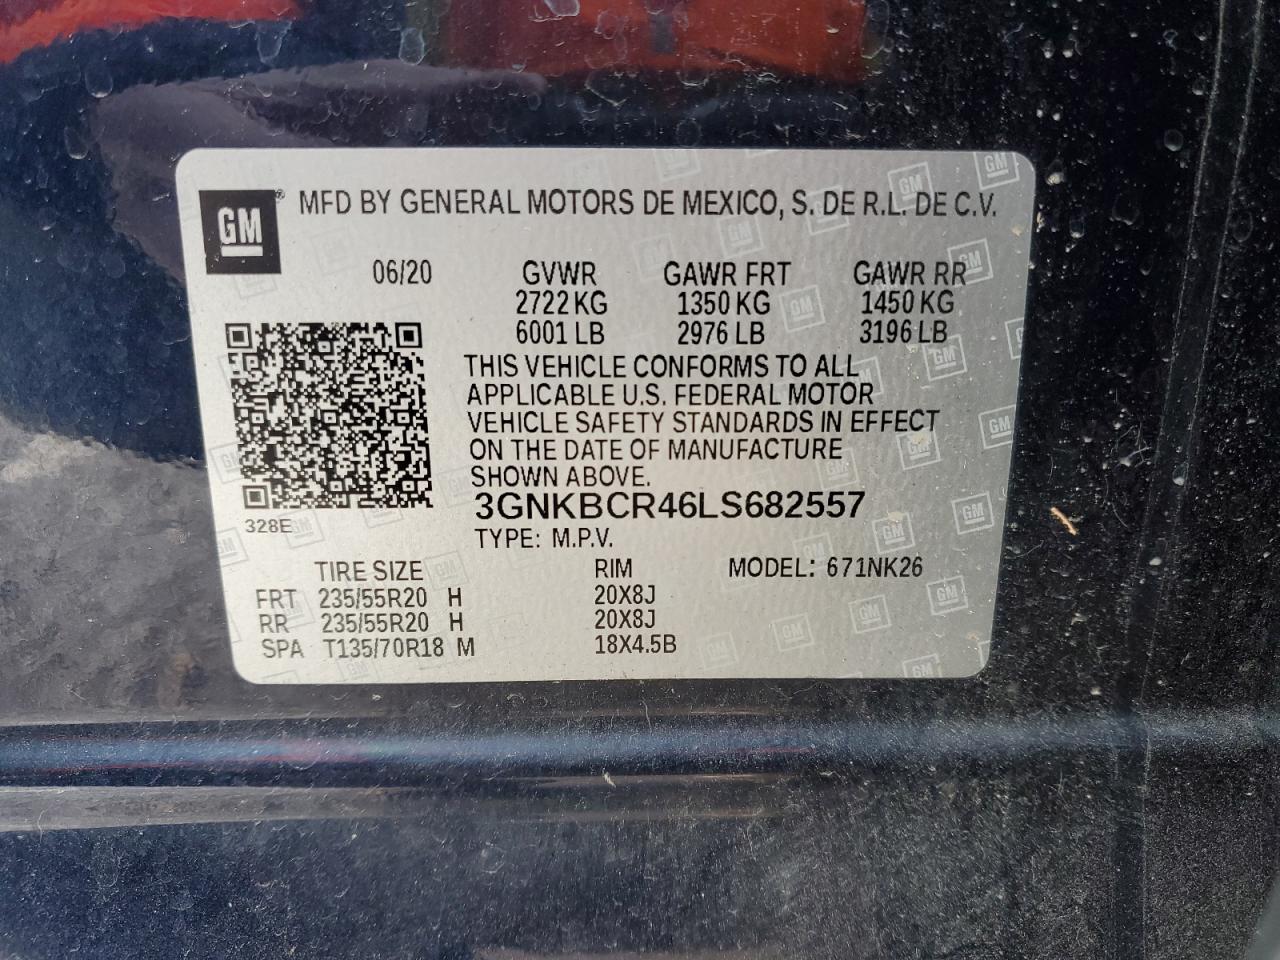 GM ® MFD BY GENERAL MOTORS DE MEXICO, S. DE R.L. DE C.V.
06/20 GVWR GAWR FRT GAWR RR
2722 KG 1350 KG 1450 KG
6001 LB 2976 LB 3196 LB
THIS VEHICLE CONFORMS TO ALL
APPLICABLE U.S. FEDERAL MOTOR
VEHICLE SAFETY STANDARDS IN EFFECT
ON THE DATE OF MANUFACTURE
SHOWN ABOVE.
3GNKBCR46LS682557
328E
TYPE: M.P.V.
TIRE SIZE RIM MODEL: 671NK26
FRT 235/55R20 H 20X8J
RR 235/55R20 H 20X8J
SPA T135/70R18 M 18X4.5B